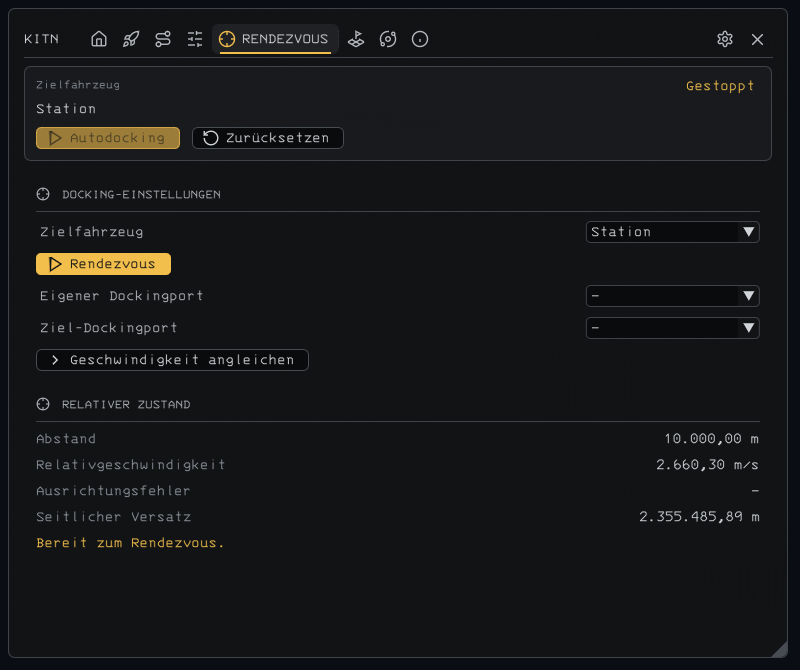 KITN RENDEZVOUS
Zielfahrzeug Gestoppt
Station
Autodocking Zurücksetzen
DOCKING-EINSTELLUNGEN
Zielfahrzeug Station
Rendezvous
Eigener Dockingport –
Ziel-Dockingport –
Geschwindigkeit angleichen
RELATIVER ZUSTAND
Abstand 10.000,00 m
Relativgeschwindigkeit 2.660,30 m/s
Ausrichtungsfehler –
Seitlicher Versatz 2.355.485,89 m
Bereit zum Rendezvous.